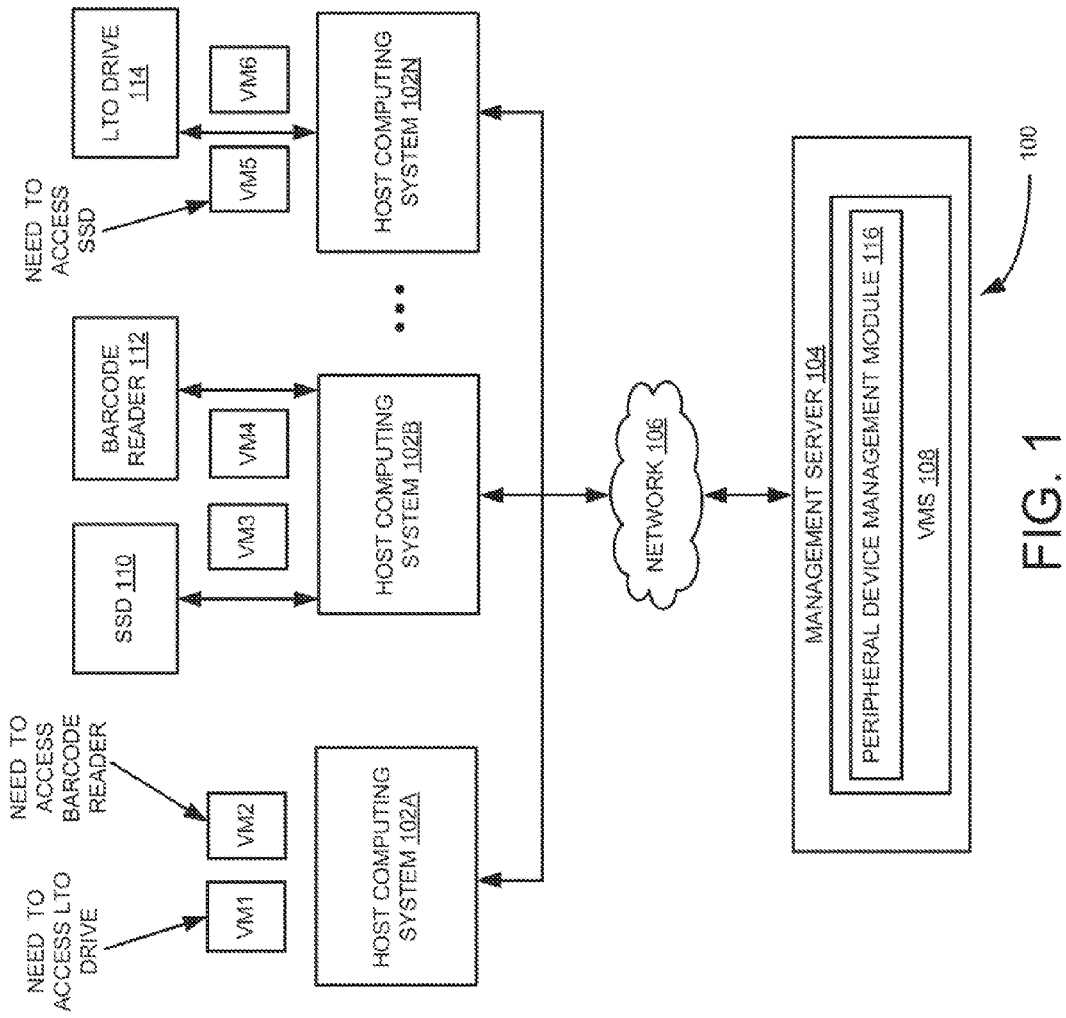 NEED TO
ACCESS LTO
DRIVE
NEED TO
ACCESS
BARCODE
READER
VM1
VM2
HOST COMPUTING
SYSTEM 102A
SSD 110
BARCODE
READER 112
VM3
VM4
HOST COMPUTING
SYSTEM 102B
NEED TO
ACCESS
SSD
LTO DRIVE
114
VM5
VM6
HOST COMPUTING
SYSTEM 102N
NETWORK 106
MANAGEMENT SERVER 104
PERIPHERAL DEVICE MANAGEMENT MODULE 116
VMS 108
100
FIG. 1